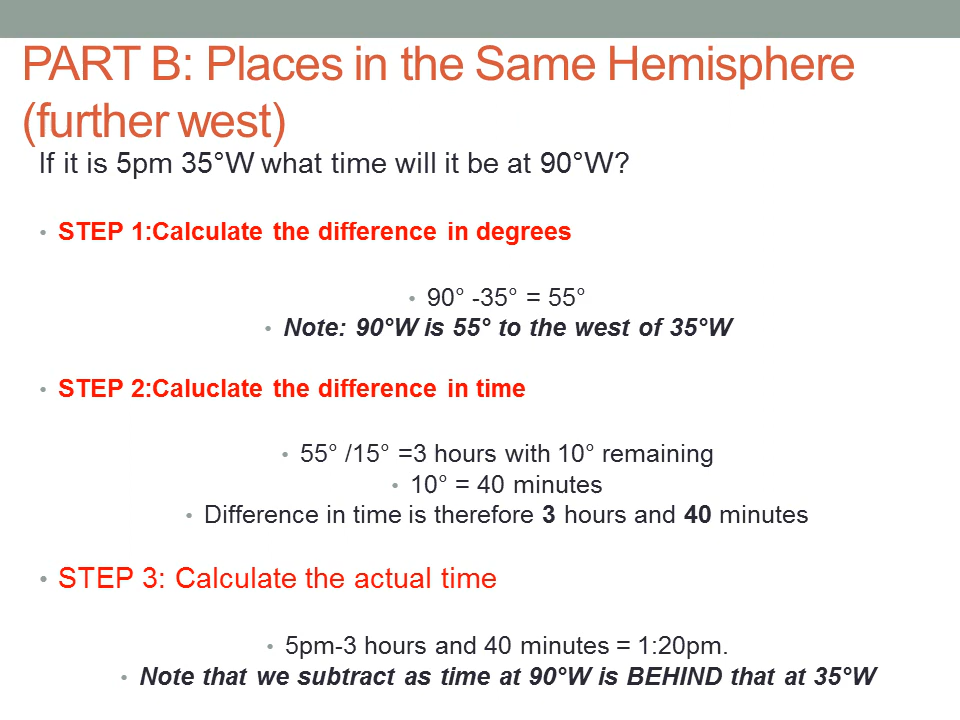 PART B: Places in the Same Hemisphere
(further west)
If it is 5pm 35°W what time will it be at 90°W?
• STEP 1:Calculate the difference in degrees
• 90° -35° = 55°
• Note: 90°W is 55° to the west of 35°W
• STEP 2:Caluclate the difference in time
• 55° /15° =3 hours with 10° remaining
• 10° = 40 minutes
• Difference in time is therefore 3 hours and 40 minutes
• STEP 3: Calculate the actual time
• 5pm-3 hours and 40 minutes = 1:20pm.
• Note that we subtract as time at 90°W is BEHIND that at 35°W